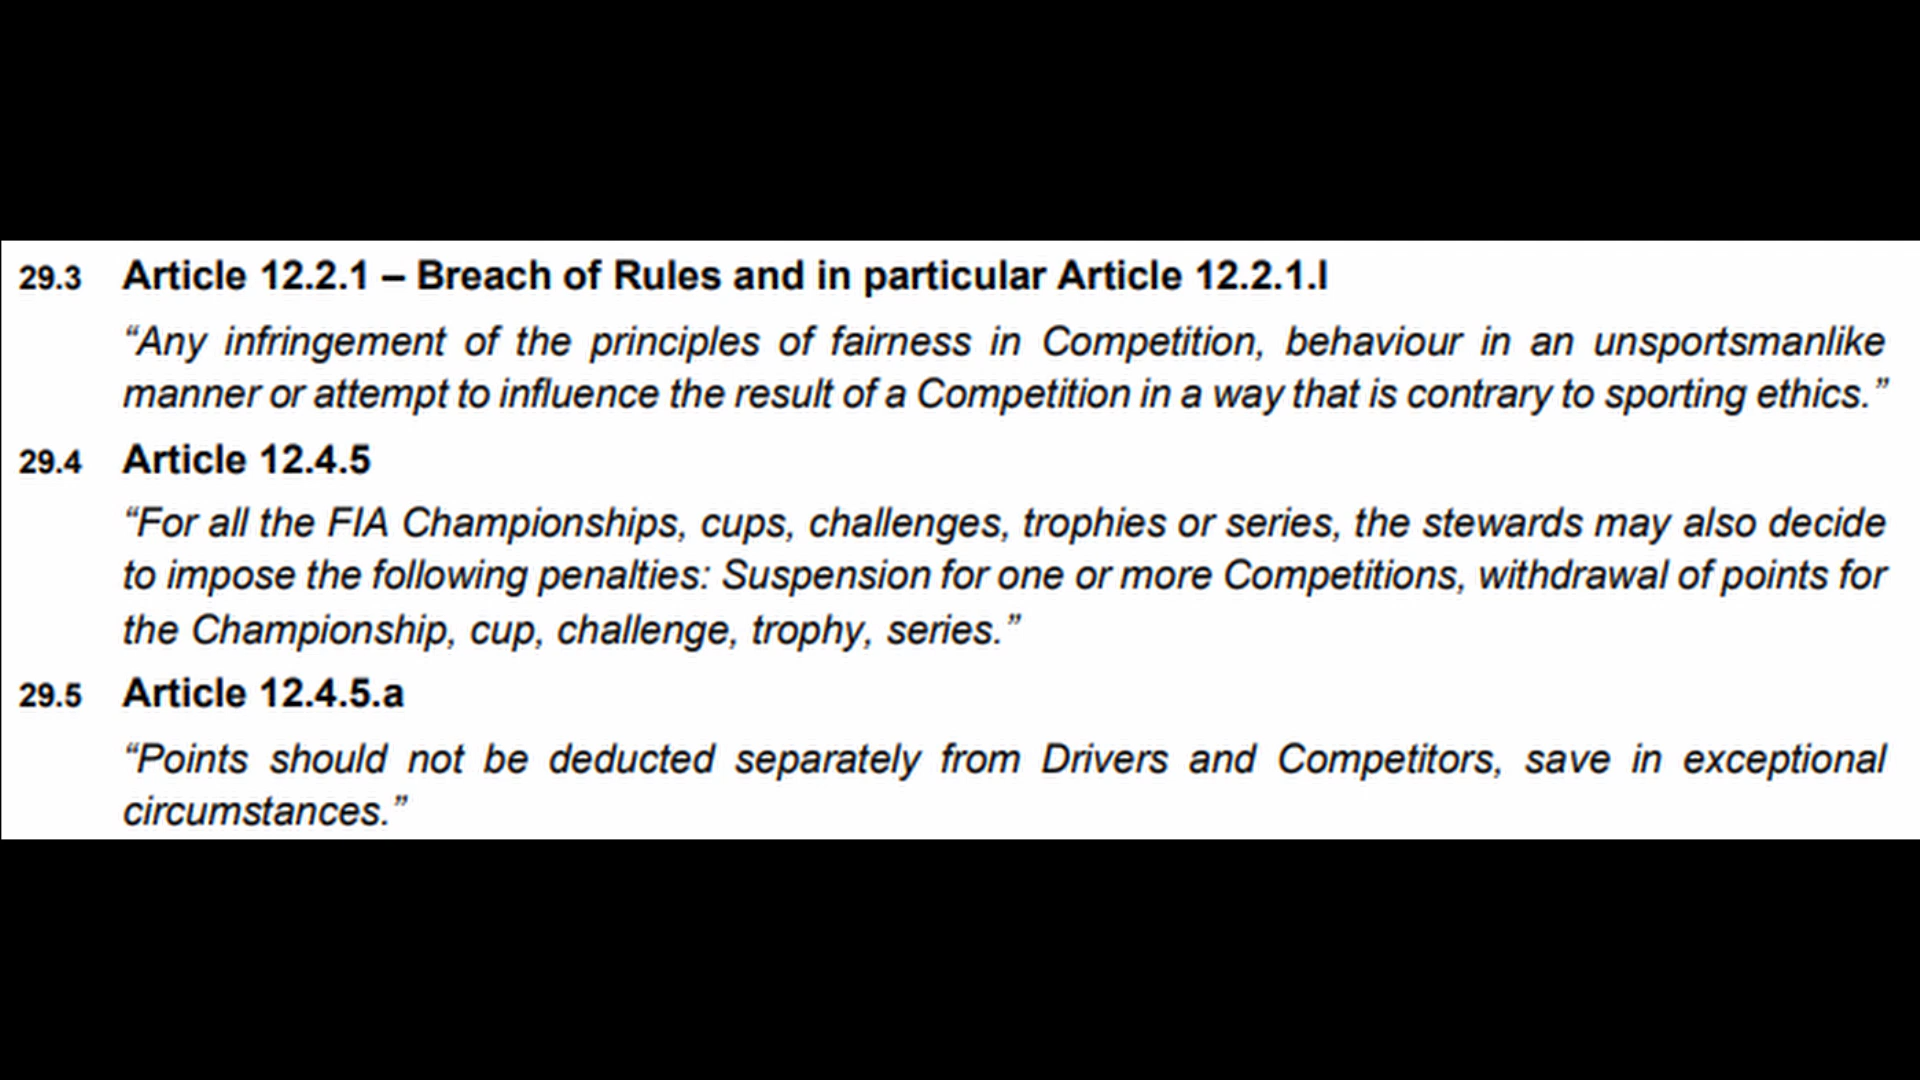 29.3 Article 12.2.1 – Breach of Rules and in particular Article 12.2.1.l
“Any infringement of the principles of fairness in Competition, behaviour in an unsportsmanlike
manner or attempt to influence the result of a Competition in a way that is contrary to sporting ethics.”
29.4 Article 12.4.5
“For all the FIA Championships, cups, challenges, trophies or series, the stewards may also decide
to impose the following penalties: Suspension for one or more Competitions, withdrawal of points for
the Championship, cup, challenge, trophy, series.”
29.5 Article 12.4.5.a
“Points should not be deducted separately from Drivers and Competitors, save in exceptional
circumstances.”